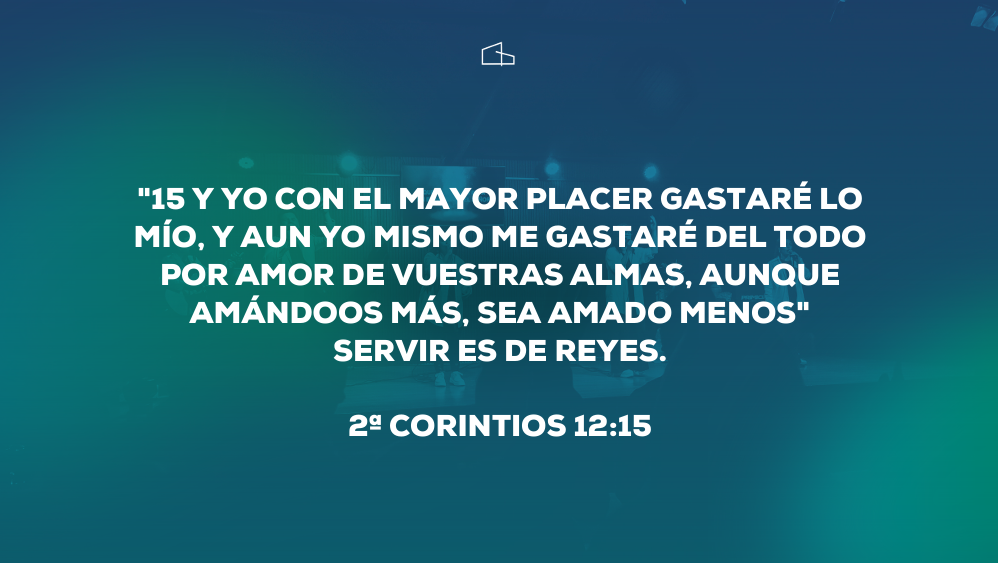 "15 Y YO CON EL MAYOR PLACER GASTARÉ LO
MÍO, Y AUN YO MISMO ME GASTARÉ DEL TODO
POR AMOR DE VUESTRAS ALMAS, AUNQUE
AMÁNDOOS MÁS, SEA AMADO MENOS"
SERVIR ES DE REYES.
2ª CORINTIOS 12:15